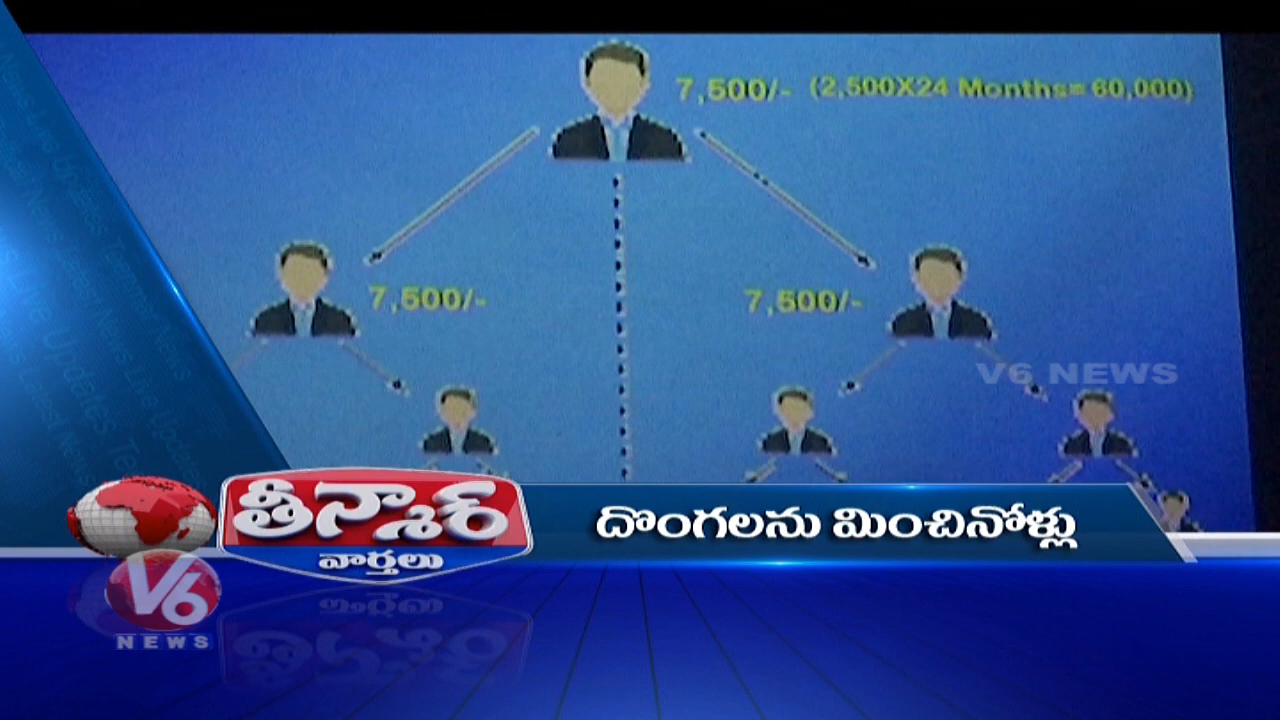 7,500/- (2,500X24 Months= 60,000)
7,500/-
7,500/-
V6 NEWS
తీన్మార్
వార్తలు
దొంగలను మించినోళ్లు
V6
NEWS